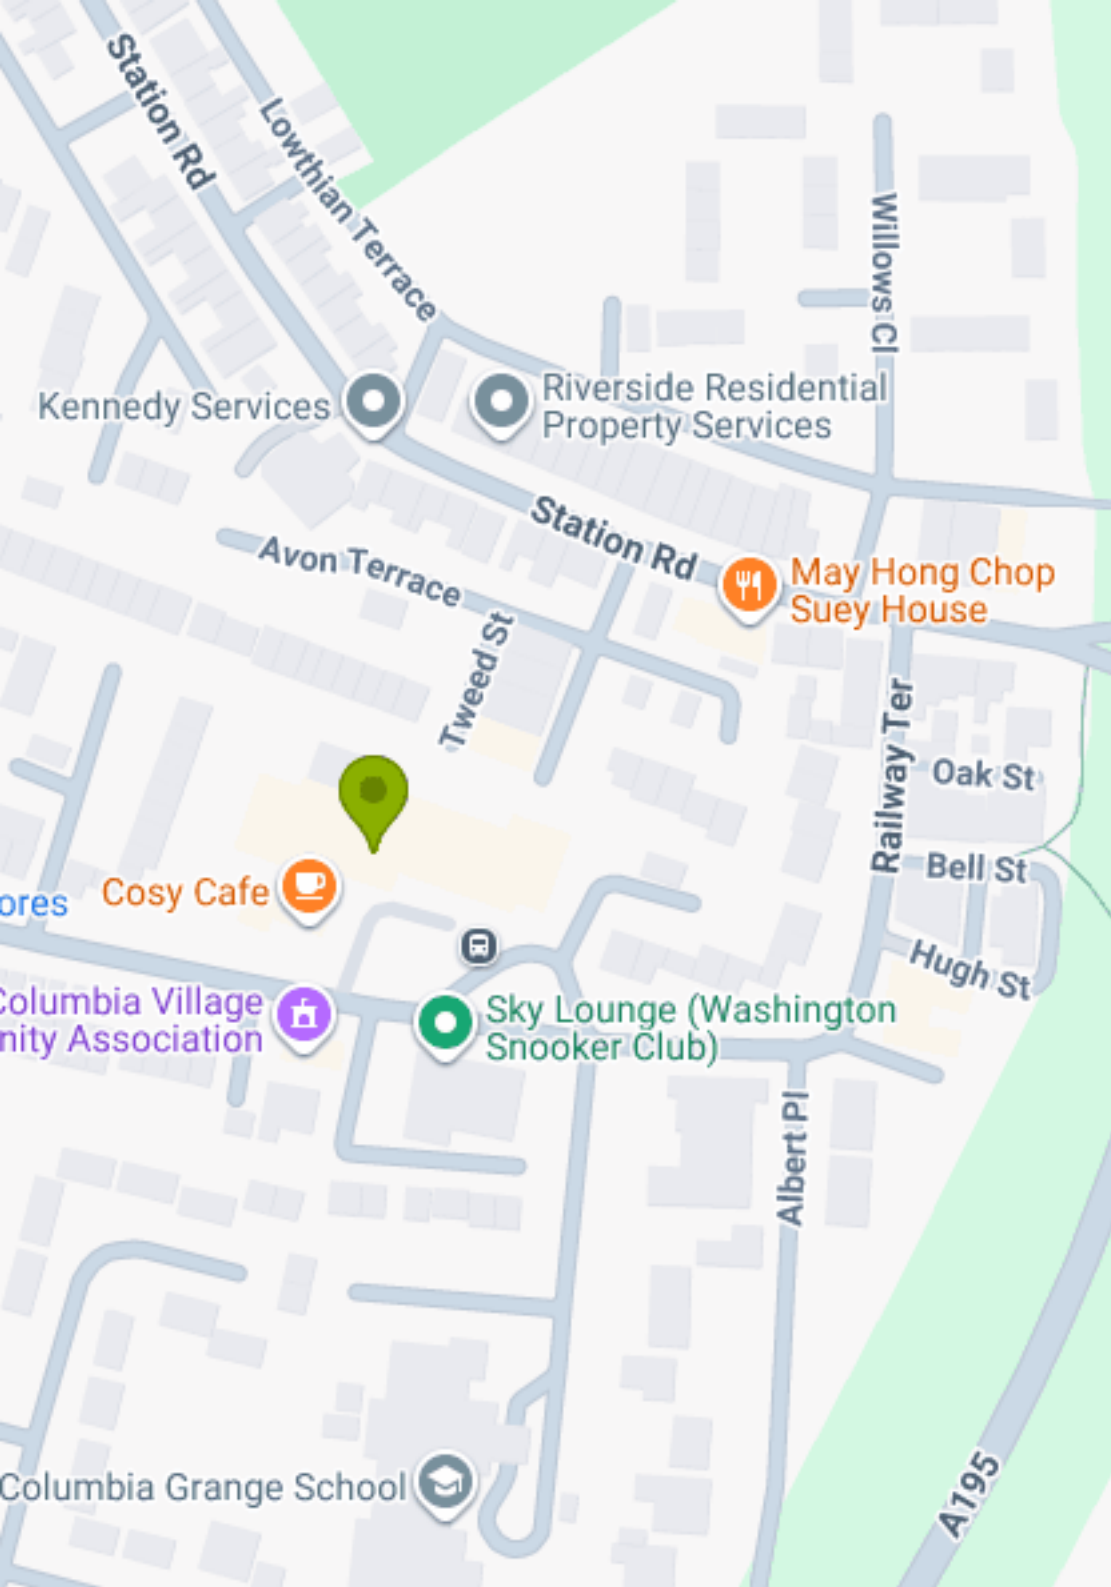 Station Rd
Lowthian Terrace
Willows Cl
Kennedy Services
Riverside Residential
Property Services
Station Rd
Avon Terrace
May Hong Chop
Suey House
Tweed St
Railway Ter
Oak St
Bell St
Cosy Cafe
ores
Hugh St
Columbia Village
nity Association
Sky Lounge (Washington
Snooker Club)
Albert Pl
Columbia Grange School
A195